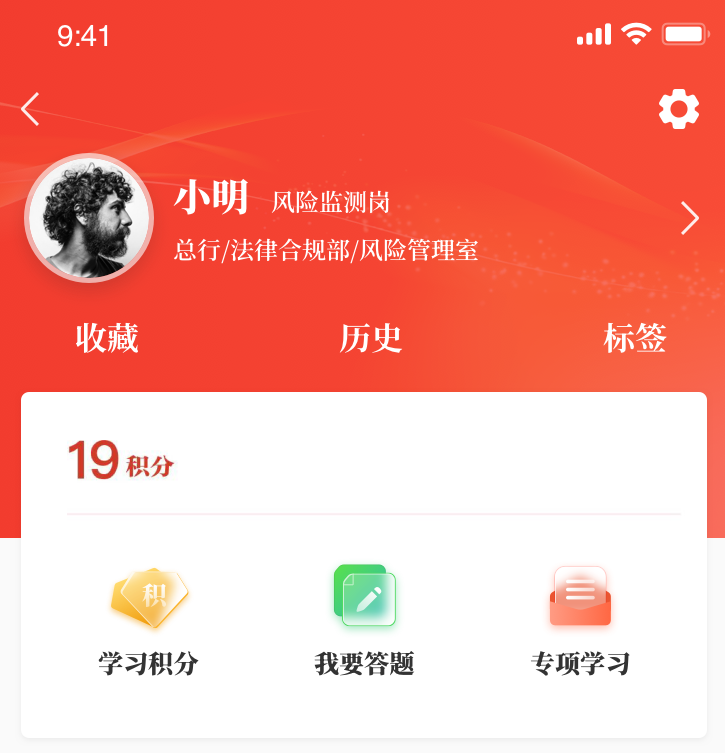 9:41
小明 风险监测岗
总行/法律合规部/风险管理室
收藏 历史 标签
19 积分
积
学习积分 我要答题 专项学习